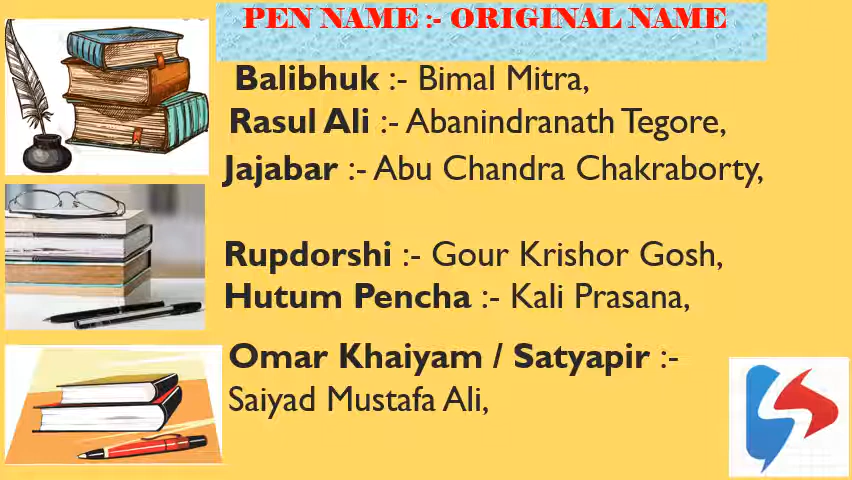 PEN NAME :- ORIGINAL NAME
Balibhuk :- Bimal Mitra,
Rasul Ali :- Abanindranath Tegore,
Jajabar :- Abu Chandra Chakraborty,
Rupdorshi :- Gour Krishor Gosh,
Hutum Pencha :- Kali Prasana,
Omar Khaiyam / Satyapir :-
Saiyad Mustafa Ali,